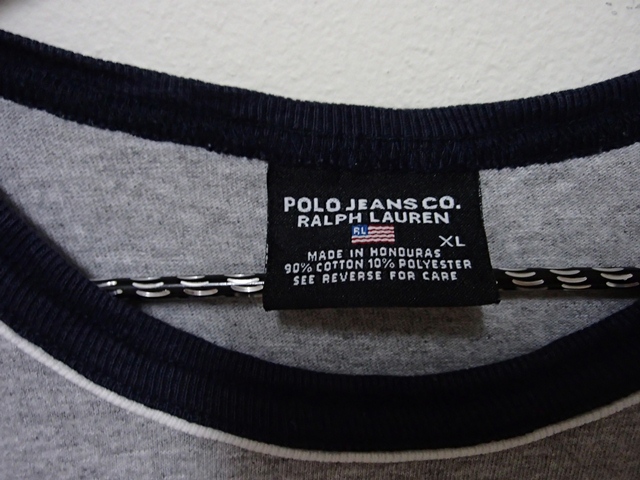 POLO JEANS CO.
RALPH LAUREN
RL
XL
MADE IN HONDURAS
90% COTTON 10% POLYESTER
SEE REVERSE FOR CARE